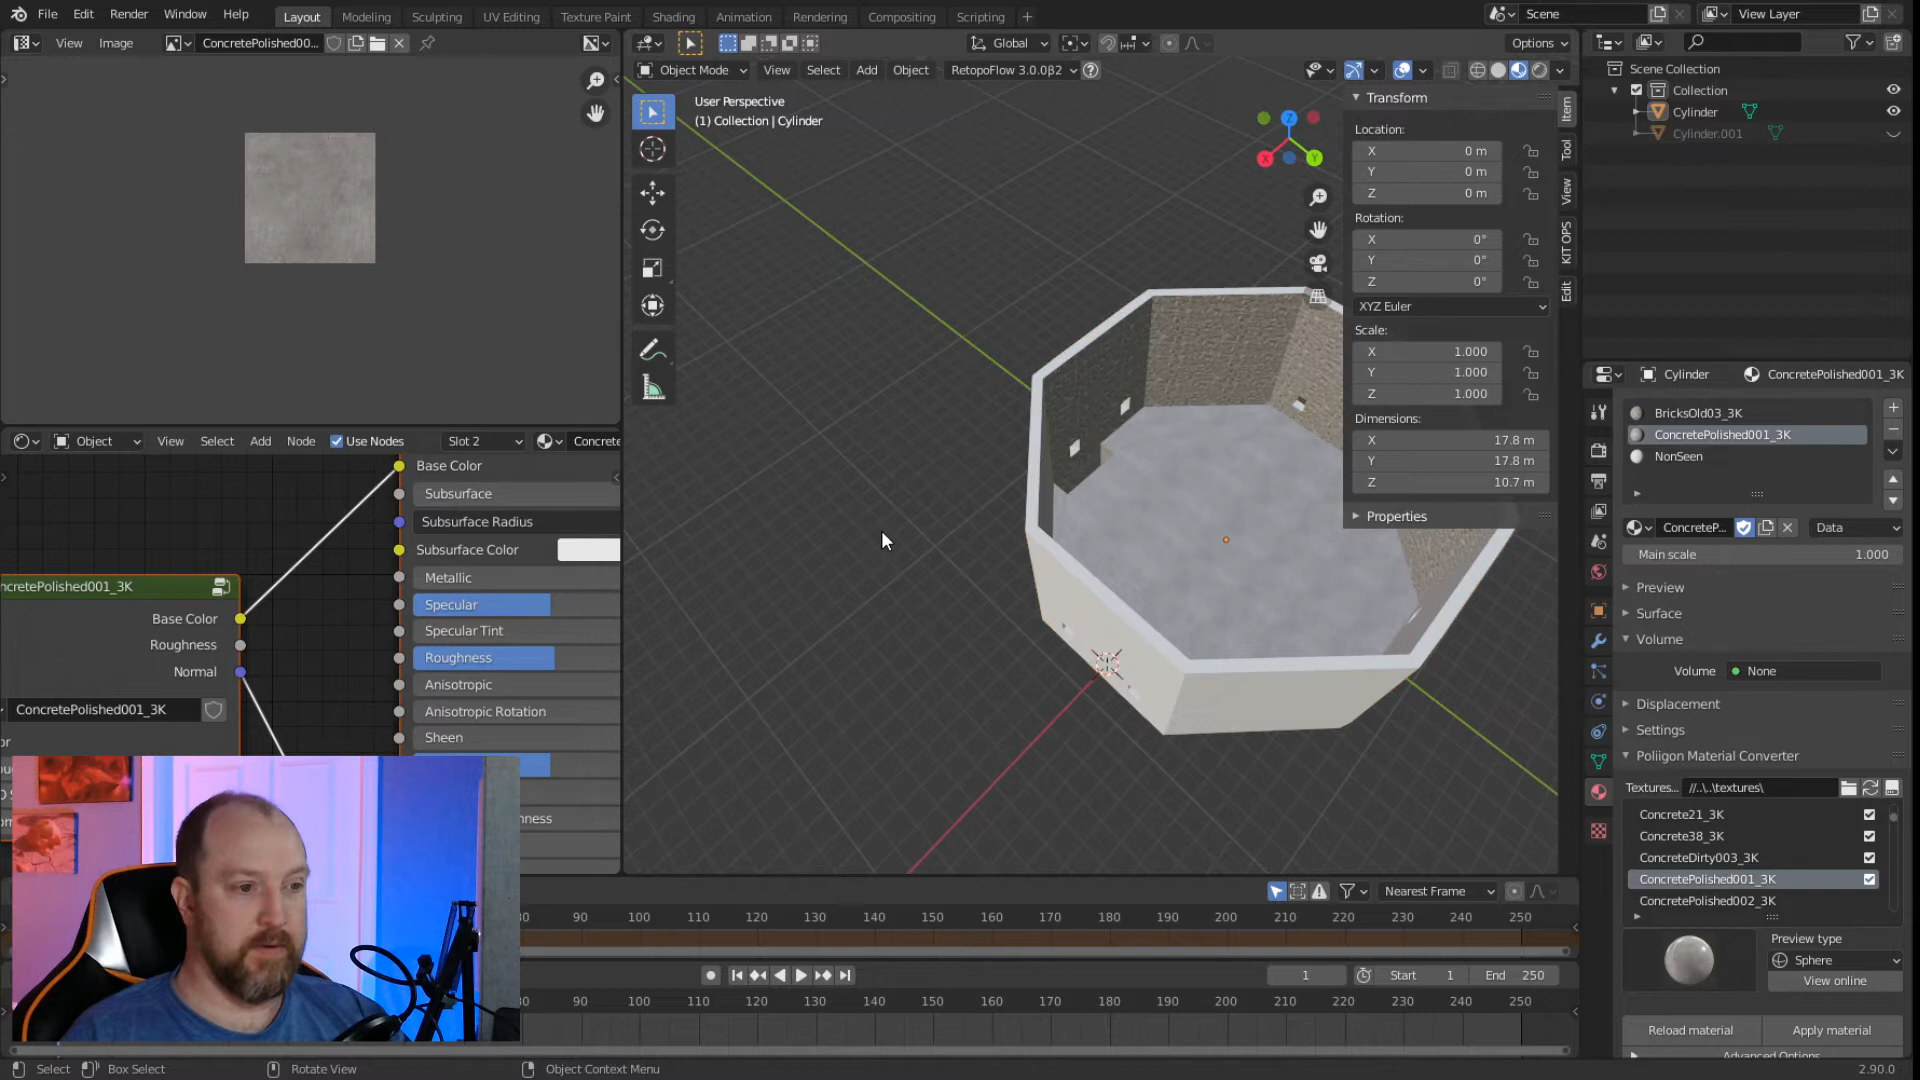 File Edit Render Window Help Layout Modeling Sculpting UV Editing Texture Paint Shading Animation Rendering Compositing Scripting + Scene View Layer
View Image ConcretePolished00... Global Options
Object Mode View Select Add Object RetopoFlow 3.0.0β2
User Perspective
(1) Collection | Cylinder
Transform
Location:
X 0 m
Y 0 m
Z 0 m
Rotation:
X 0°
Y 0°
Z 0°
XYZ Euler
Scale:
X 1.000
Y 1.000
Z 1.000
Dimensions:
X 17.8 m
Y 17.8 m
Z 10.7 m
Properties
Item
Tool
View
KIT OPS
Edit
X
Y
Z
Scene Collection
Collection
Cylinder
Cylinder.001
Cylinder ConcretePolished001_3K
BricksOld03_3K
ConcretePolished001_3K
NonSeen
ConcreteP... Data
Main scale 1.000
Preview
Surface
Volume
Volume None
Displacement
Settings
Poliigon Material Converter
Textures... //..\..\textures\
Concrete21_3K
Concrete38_3K
ConcreteDirty003_3K
ConcretePolished001_3K
ConcretePolished002_3K
Preview type
Sphere
View online
Reload material Apply material
Advanced Options
Object View Select Add Node Use Nodes Slot 2 Concrete
Base Color
Subsurface
Subsurface Radius
Subsurface Color
Metallic
Specular
Specular Tint
Roughness
Anisotropic
Anisotropic Rotation
Sheen
hness
ncretePolished001_3K
Base Color
Roughness
Normal
ConcretePolished001_3K
Nearest Frame
80 90 100 110 120 130 140 150 160 170 180 190 200 210 220 230 240 250
1 Start 1 End 250
80 90 100 110 120 130 140 150 160 170 180 190 200 210 220 230 240 250
Select Box Select Rotate View Object Context Menu 2.90.0